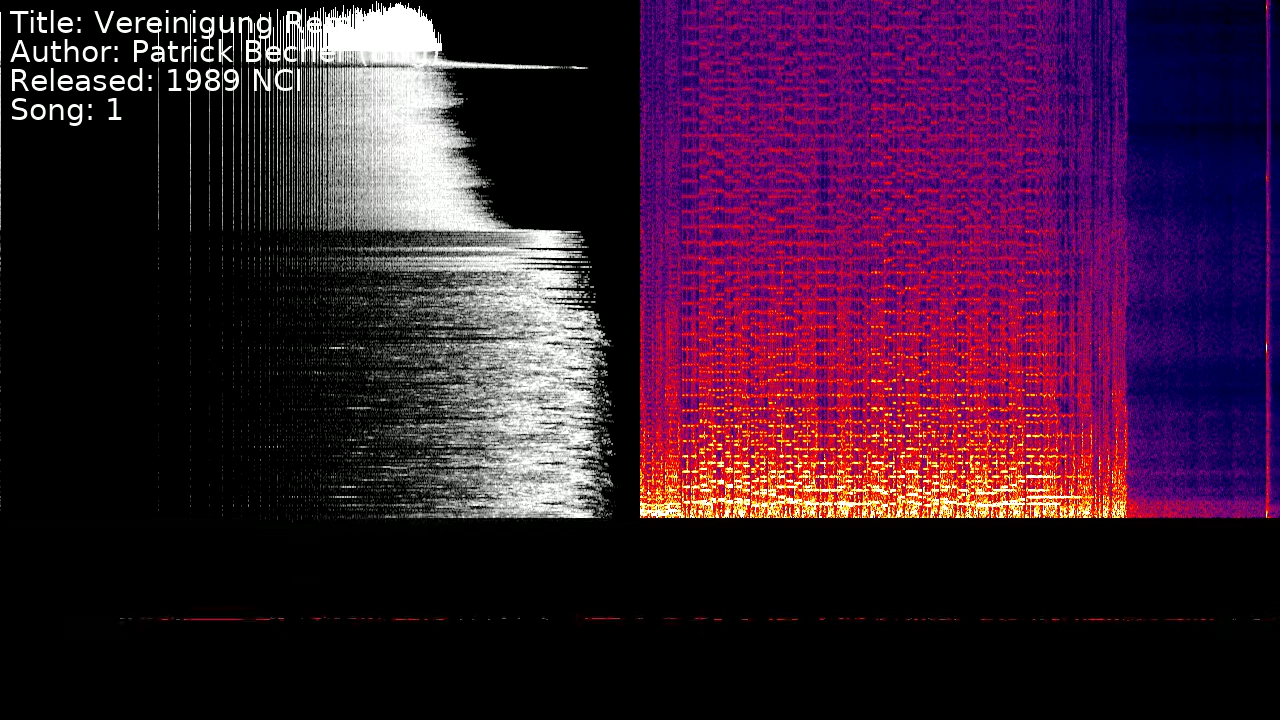 Title: Vereinigung
Author: Patrick
Released: 1989 NCI
Song: 1